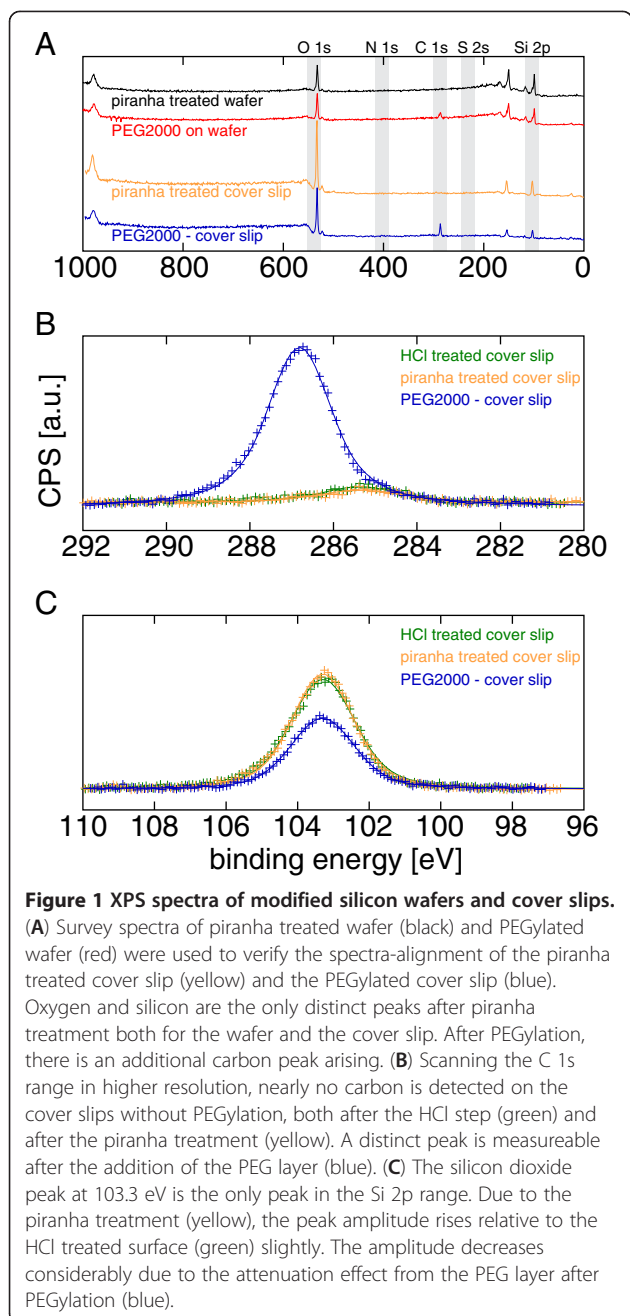 A
O 1s N 1s C 1s S 2s Si 2p
piranha treated wafer
PEG2000 on wafer
piranha treated cover slip
PEG2000 - cover slip
1000 800 600 400 200 0
B
HCl treated cover slip
piranha treated cover slip
PEG2000 - cover slip
CPS [a.u.]
292 290 288 286 284 282 280
C
HCl treated cover slip
piranha treated cover slip
PEG2000 - cover slip
110 108 106 104 102 100 98 96
binding energy [eV]
Figure 1 XPS spectra of modified silicon wafers and cover slips.
(A) Survey spectra of piranha treated wafer (black) and PEGylated
wafer (red) were used to verify the spectra-alignment of the piranha
treated cover slip (yellow) and the PEGylated cover slip (blue).
Oxygen and silicon are the only distinct peaks after piranha
treatment both for the wafer and the cover slip. After PEGylation,
there is an additional carbon peak arising. (B) Scanning the C 1s
range in higher resolution, nearly no carbon is detected on the
cover slips without PEGylation, both after the HCl step (green) and
after the piranha treatment (yellow). A distinct peak is measureable
after the addition of the PEG layer (blue). (C) The silicon dioxide
peak at 103.3 eV is the only peak in the Si 2p range. Due to the
piranha treatment (yellow), the peak amplitude rises relative to the
HCl treated surface (green) slightly. The amplitude decreases
considerably due to the attenuation effect from the PEG layer after
PEGylation (blue).